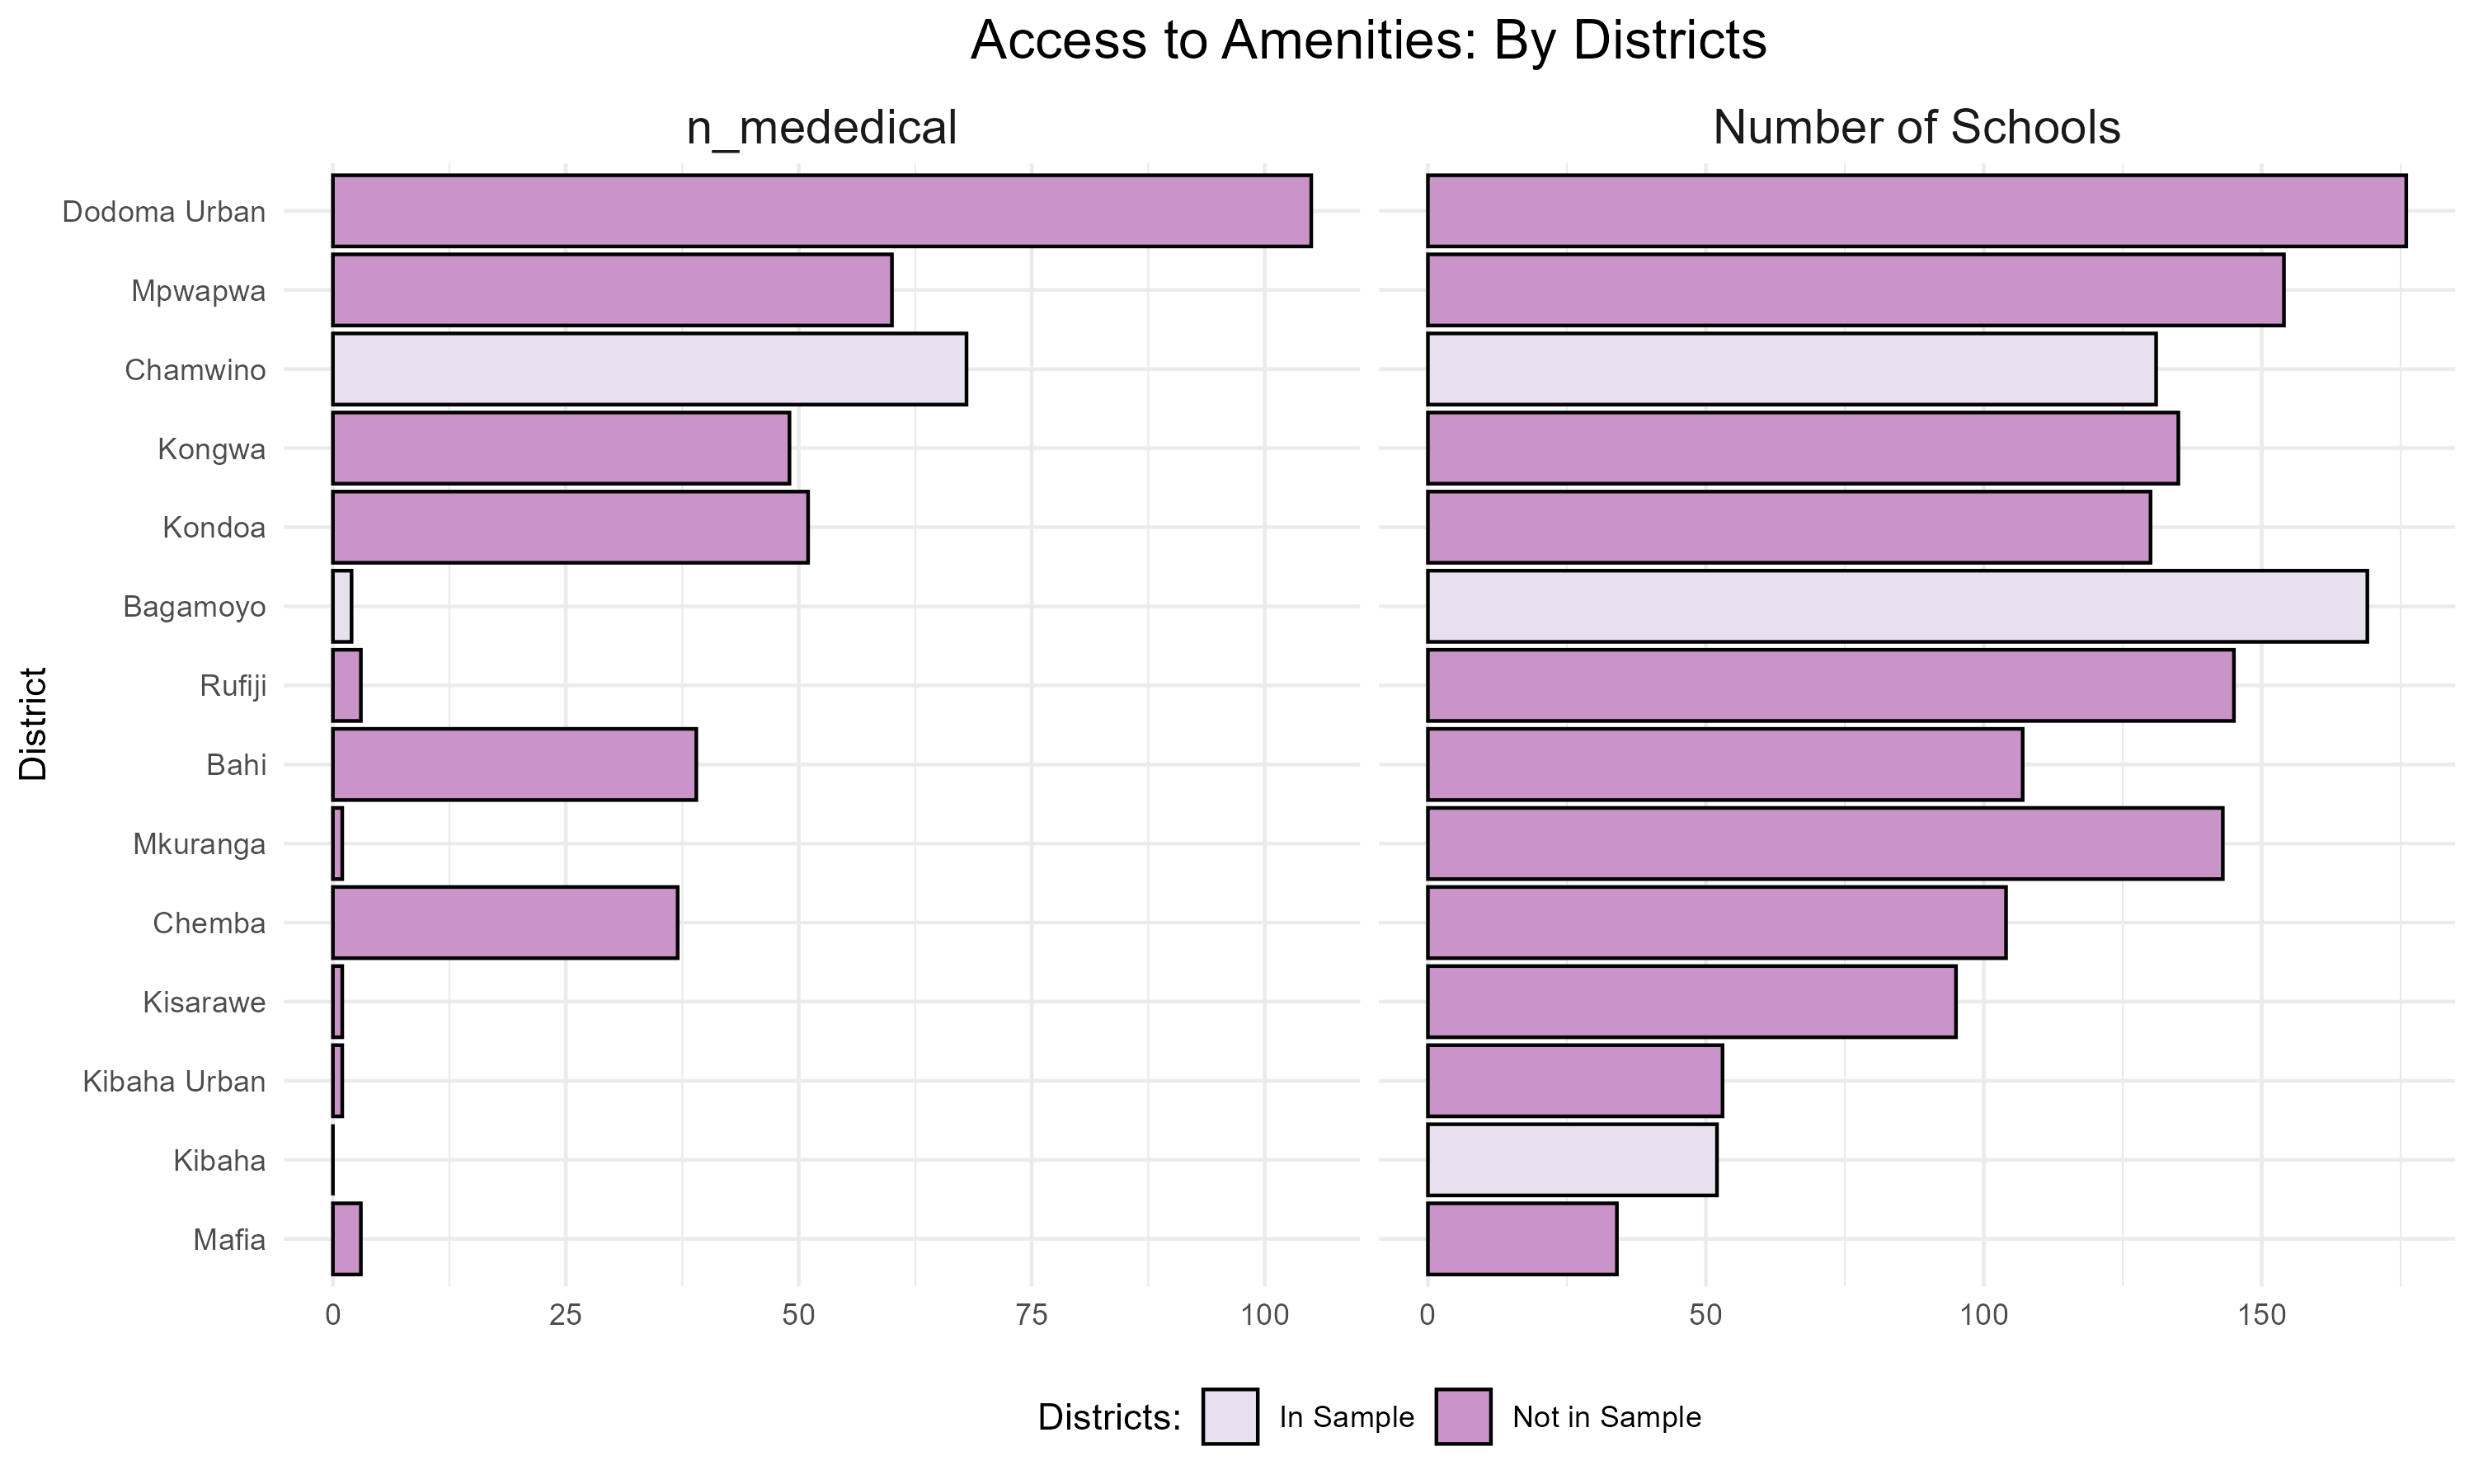 Access to Amenities: By Districts
n_mededical
Number of Schools
District
Dodoma Urban
Mpwapwa
Chamwino
Kongwa
Kondoa
Bagamoyo
Rufiji
Bahi
Mkuranga
Chemba
Kisarawe
Kibaha Urban
Kibaha
Mafia
0 25 50 75 100
0 50 100 150
Districts: In Sample Not in Sample